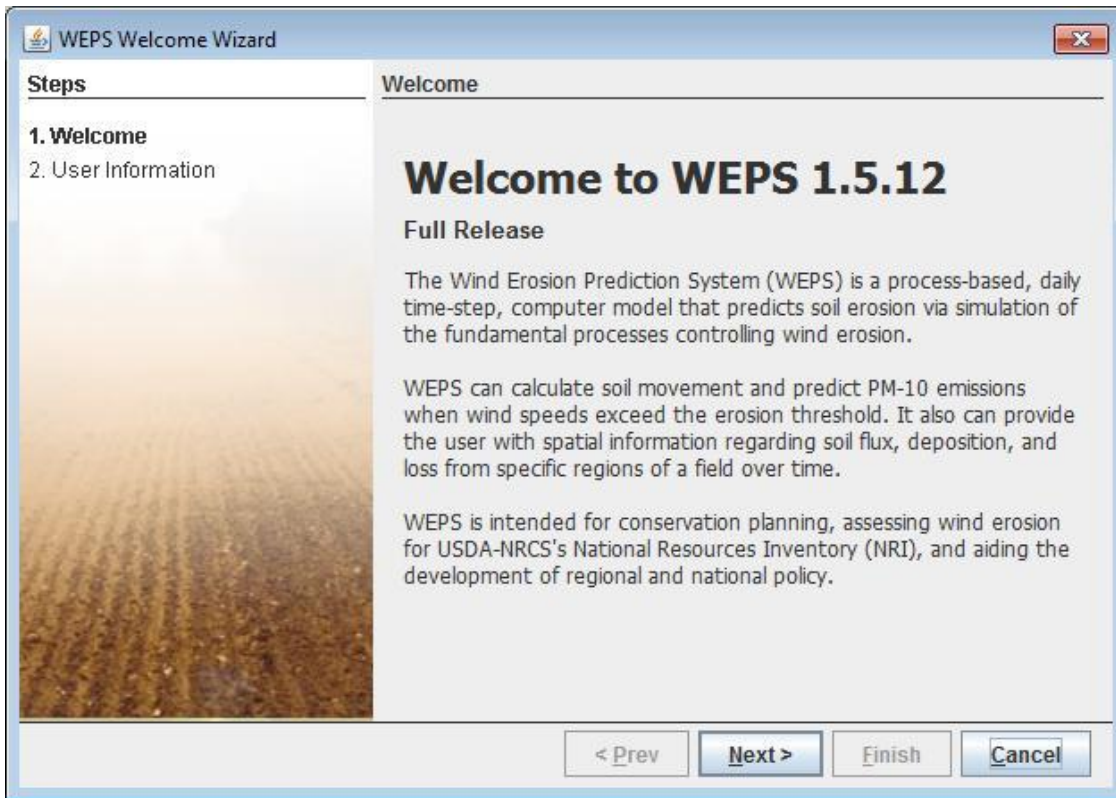 WEPS Welcome Wizard
Steps
1. Welcome
2. User Information
Welcome
Welcome to WEPS 1.5.12
Full Release
The Wind Erosion Prediction System (WEPS) is a process-based, daily
time-step, computer model that predicts soil erosion via simulation of
the fundamental processes controlling wind erosion.
WEPS can calculate soil movement and predict PM-10 emissions
when wind speeds exceed the erosion threshold. It also can provide
the user with spatial information regarding soil flux, deposition, and
loss from specific regions of a field over time.
WEPS is intended for conservation planning, assessing wind erosion
for USDA-NRCS's National Resources Inventory (NRI), and aiding the
development of regional and national policy.
< Prev Next > Finish Cancel